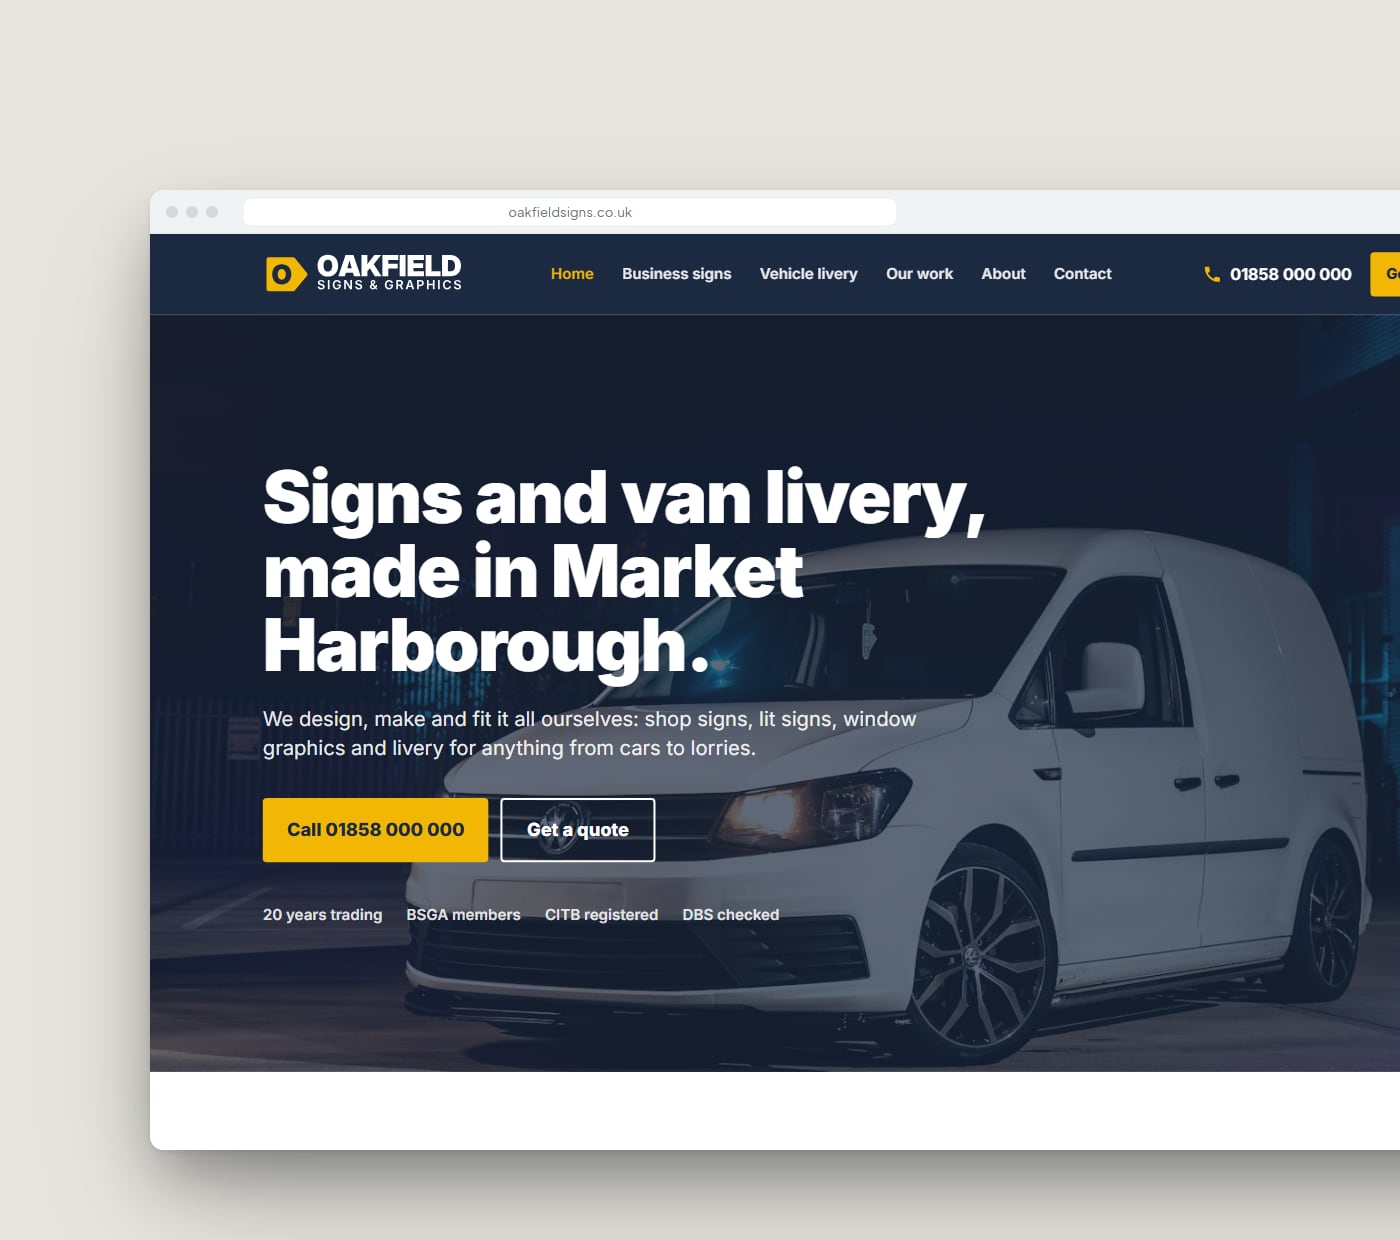 oakfieldsigns.co.uk
O
OAKFIELD
SIGNS & GRAPHICS
Home Business signs Vehicle livery Our work About Contact
01858 000 000
Signs and van livery,
made in Market
Harborough.
We design, make and fit it all ourselves: shop signs, lit signs, window
graphics and livery for anything from cars to lorries.
Call 01858 000 000 Get a quote
20 years trading BSGA members CITB registered DBS checked